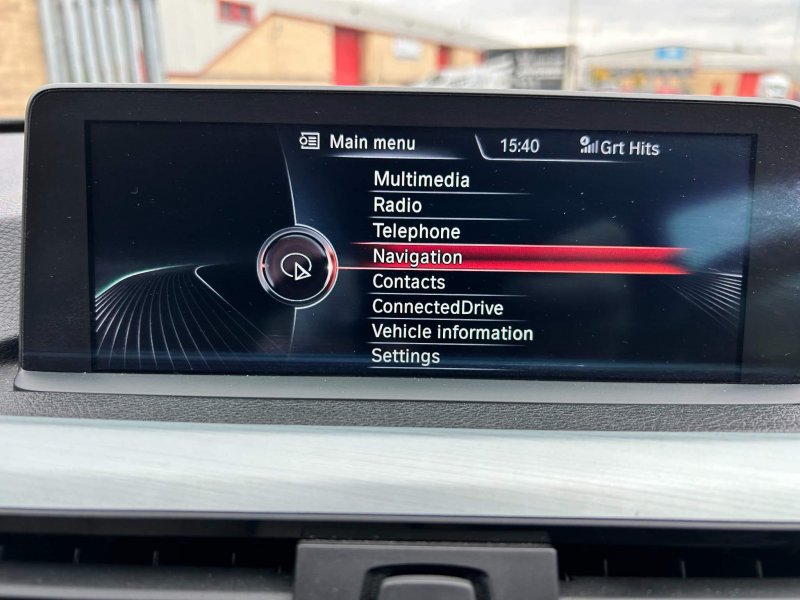 Main menu 15:40 Grt Hits
Multimedia
Radio
Telephone
Navigation
Contacts
ConnectedDrive
Vehicle information
Settings